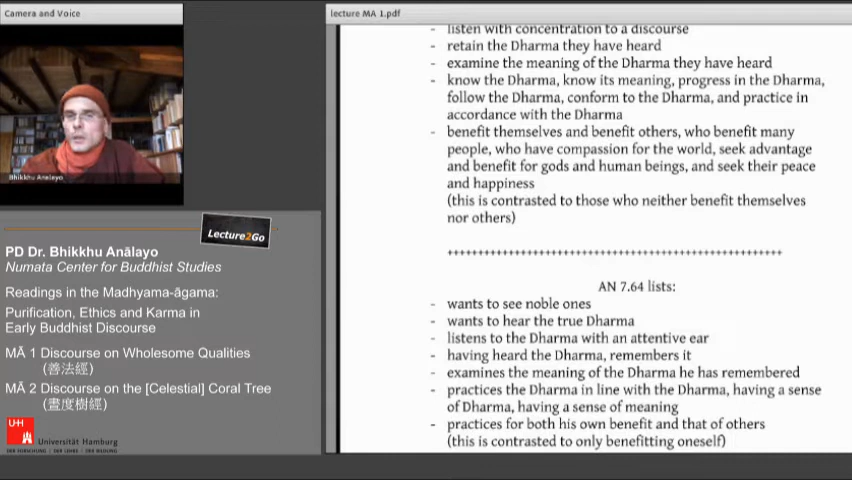 Camera and Voice
Bhikkhu Anālayo
Lecture2Go
PD Dr. Bhikkhu Anālayo
Numata Center for Buddhist Studies
Readings in the Madhyama-āgama:
Purification, Ethics and Karma in
Early Buddhist Discourse
MĀ 1 Discourse on Wholesome Qualities
(善法經)
MĀ 2 Discourse on the [Celestial] Coral Tree
(晝度樹經)
UH
Universität Hamburg
DER FORSCHUNG | DER LEHRE | DER BILDUNG
lecture MA 1.pdf
listen with concentration to a discourse
- retain the Dharma they have heard
- examine the meaning of the Dharma they have heard
- know the Dharma, know its meaning, progress in the Dharma,
follow the Dharma, conform to the Dharma, and practice in
accordance with the Dharma
- benefit themselves and benefit others, who benefit many
people, who have compassion for the world, seek advantage
and benefit for gods and human beings, and seek their peace
and happiness
(this is contrasted to those who neither benefit themselves
nor others)
++++++++++++++++++++++++++++++++++++++++++++++++++++++
AN 7.64 lists:
- wants to see noble ones
- wants to hear the true Dharma
- listens to the Dharma with an attentive ear
- having heard the Dharma, remembers it
- examines the meaning of the Dharma he has remembered
- practices the Dharma in line with the Dharma, having a sense
of Dharma, having a sense of meaning
- practices for both his own benefit and that of others
(this is contrasted to only benefitting oneself)